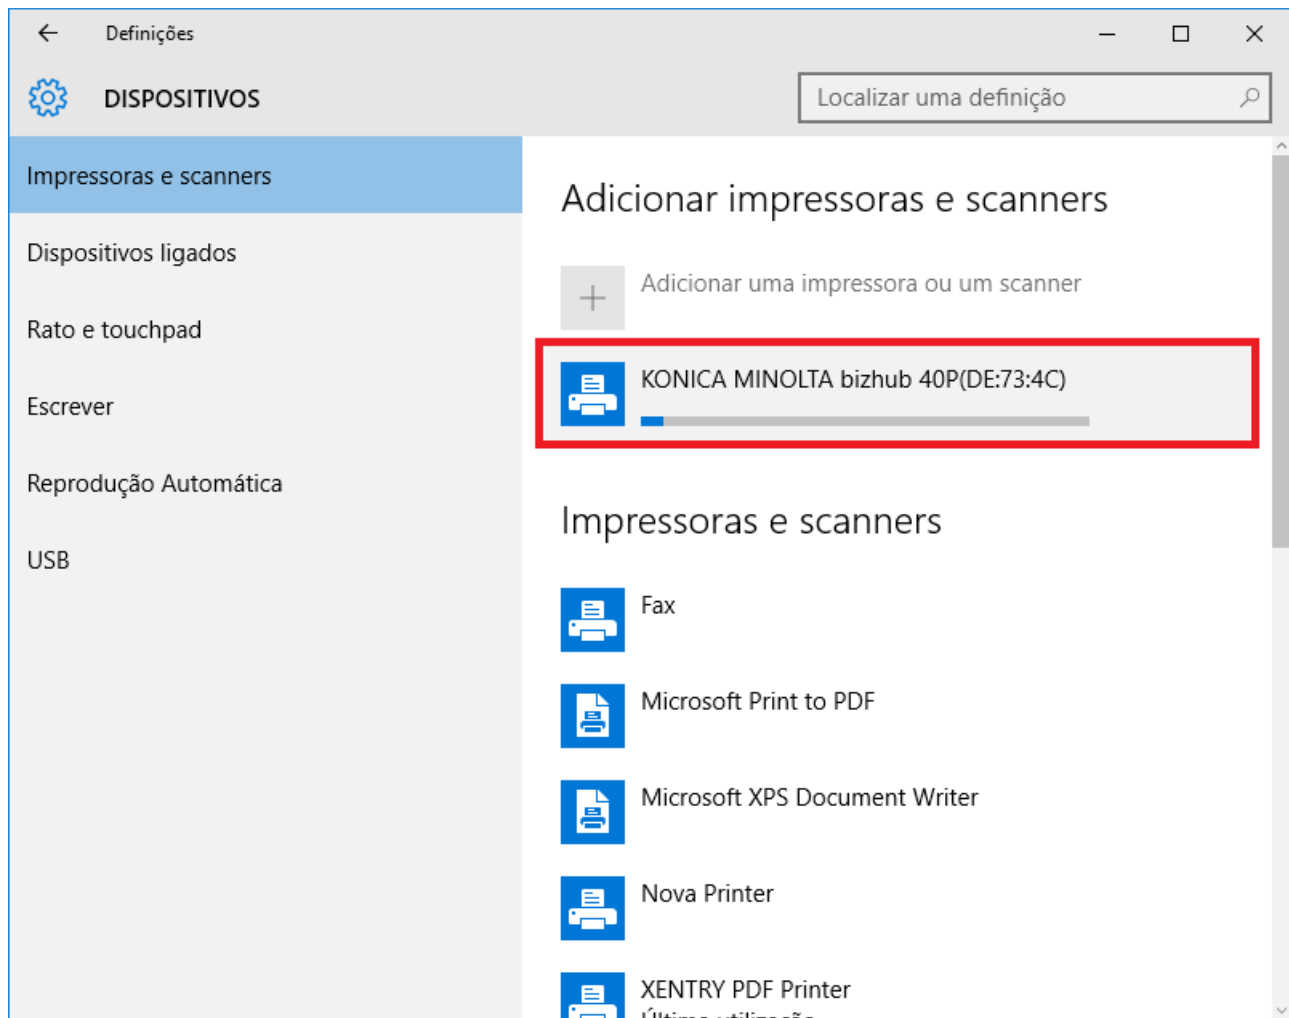 Definições
DISPOSITIVOS
Localizar uma definição
Impressoras e scanners
Dispositivos ligados
Rato e touchpad
Escrever
Reprodução Automática
USB
Adicionar impressoras e scanners
Adicionar uma impressora ou um scanner
KONICA MINOLTA bizhub 40P(DE:73:4C)
Impressoras e scanners
Fax
Microsoft Print to PDF
Microsoft XPS Document Writer
Nova Printer
XENTRY PDF Printer
Última utilização